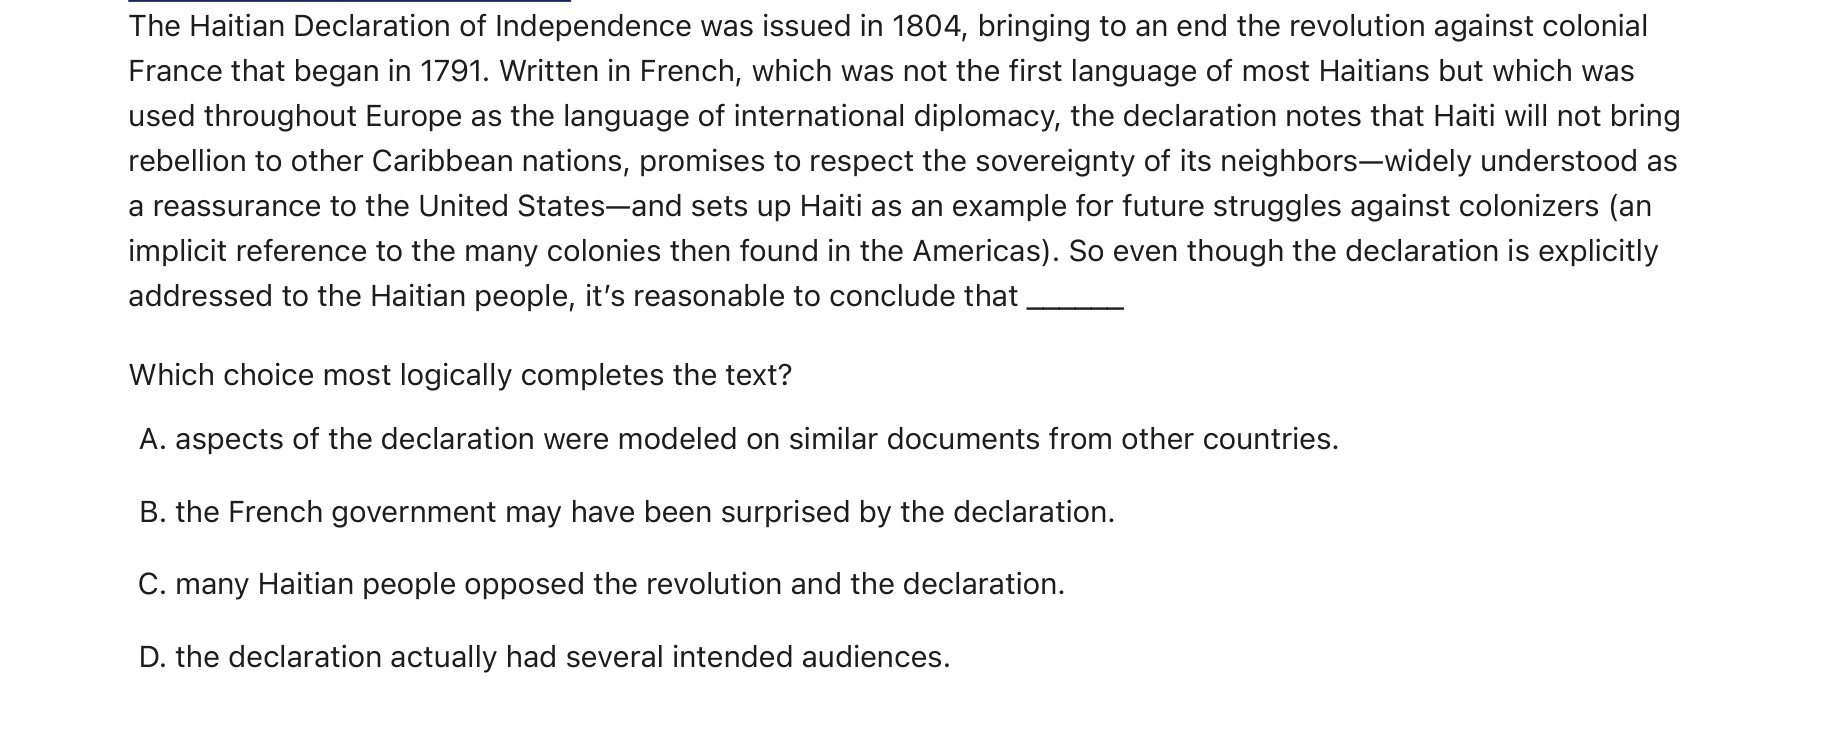 The Haitian Declaration of Independence was issued in 1804, bringing to an end the revolution against colonial
France that began in 1791. Written in French, which was not the first language of most Haitians but which was
used throughout Europe as the language of international diplomacy, the declaration notes that Haiti will not bring
rebellion to other Caribbean nations, promises to respect the sovereignty of its neighbors—widely understood as
a reassurance to the United States—and sets up Haiti as an example for future struggles against colonizers (an
implicit reference to the many colonies then found in the Americas). So even though the declaration is explicitly
addressed to the Haitian people, it’s reasonable to conclude that ______
Which choice most logically completes the text?
A. aspects of the declaration were modeled on similar documents from other countries.
B. the French government may have been surprised by the declaration.
C. many Haitian people opposed the revolution and the declaration.
D. the declaration actually had several intended audiences.